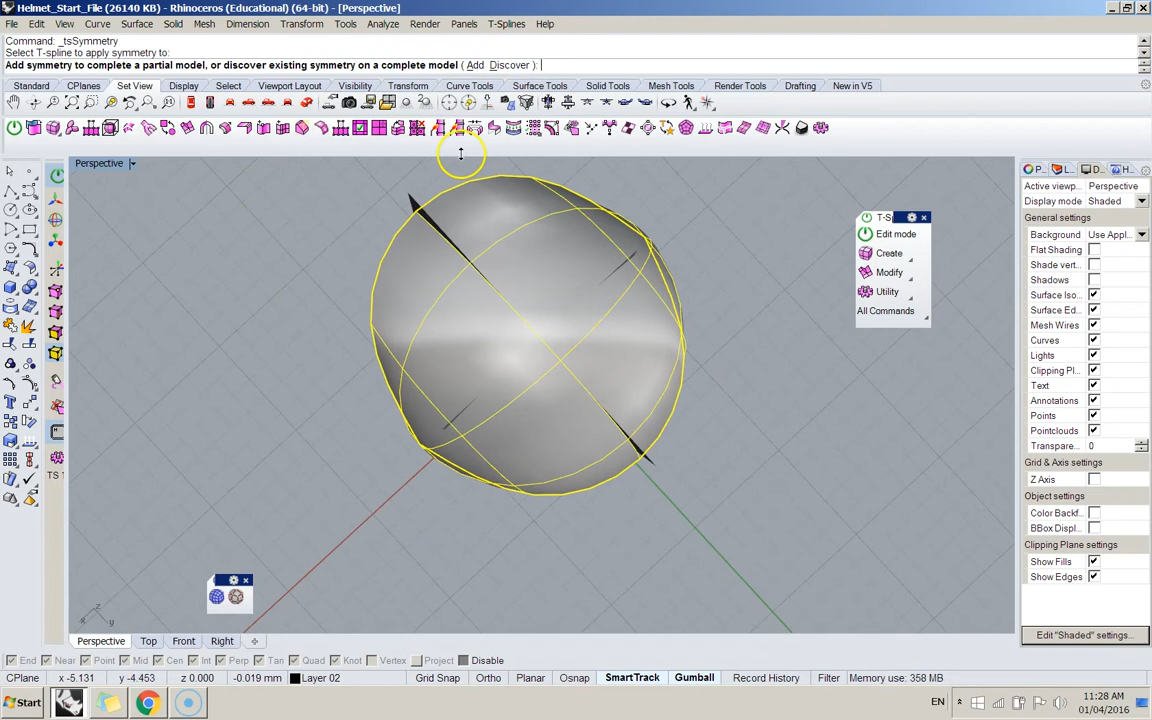 Helmet_Start_File (26140 KB) - Rhinoceros (Educational) (64-bit) - [Perspective]
File Edit View Curve Surface Solid Mesh Dimension Transform Tools Analyze Render Panels T-Splines Help
Command: _tsSymmetry
Select T-spline to apply symmetry to:
Add symmetry to complete a partial model, or discover existing symmetry on a complete model ( Add Discover ):
Standard CPlanes Set View Display Select Viewport Layout Visibility Transform Curve Tools Surface Tools Solid Tools Mesh Tools Render Tools Drafting New in V5
Perspective
P... L... D... H...
Active viewp... Perspective
Display mode Shaded
General settings
Background Use Appl...
Flat Shading
Shade vert...
Shadows
Surface Iso...
Surface Ed...
Mesh Wires
Curves
Lights
Clipping Pl...
Text
Annotations
Points
Pointclouds
Transpare... 0
Grid & Axis settings
Z Axis
Object settings
Color Backf...
BBox Displ...
Clipping Plane settings
Show Fills
Show Edges
Edit "Shaded" settings...
Edit mode
Create
Modify
Utility
All Commands
z
x y
Perspective Top Front Right
End Near Point Mid Cen Int Perp Tan Quad Knot Vertex Project Disable
CPlane x -5.131 y -4.453 z 0.000 -0.019 mm Layer 02 Grid Snap Ortho Planar Osnap SmartTrack Gumball Record History Filter Memory use: 358 MB
Start EN 11:28 AM
01/04/2016